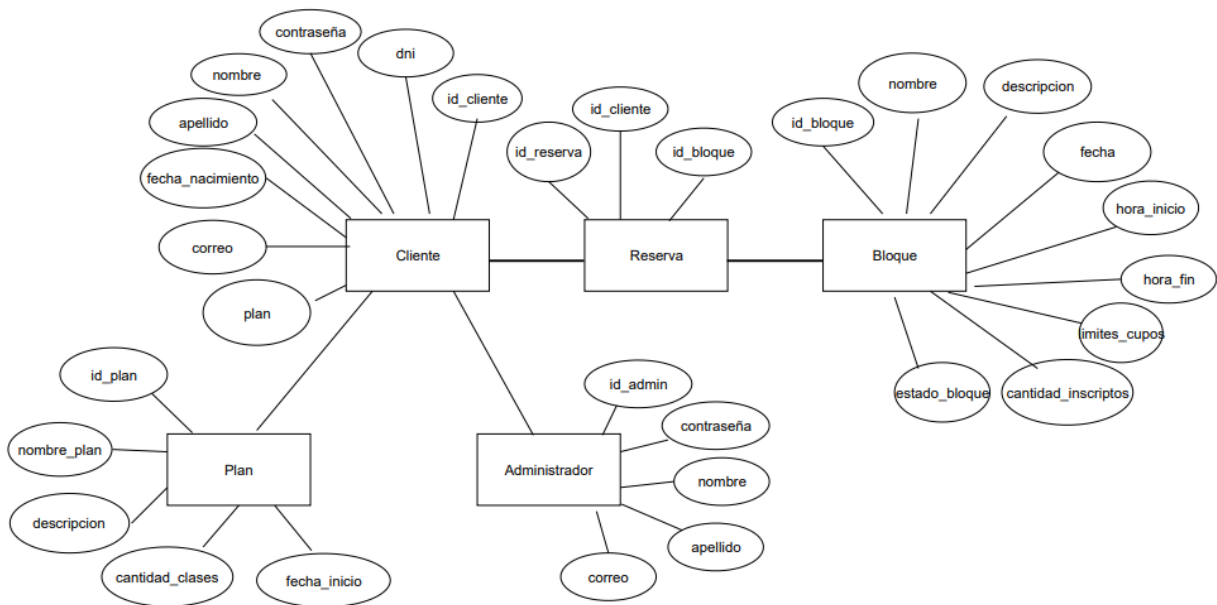 contraseña
dni
nombre
id_cliente
apellido
fecha_nacimiento
correo
plan
Cliente
id_cliente
id_reserva
id_bloque
Reserva
nombre
descripcion
id_bloque
fecha
hora_inicio
hora_fin
limites_cupos
cantidad_inscriptos
estado_bloque
Bloque
id_plan
nombre_plan
descripcion
cantidad_clases
fecha_inicio
Plan
id_admin
contraseña
nombre
apellido
correo
Administrador